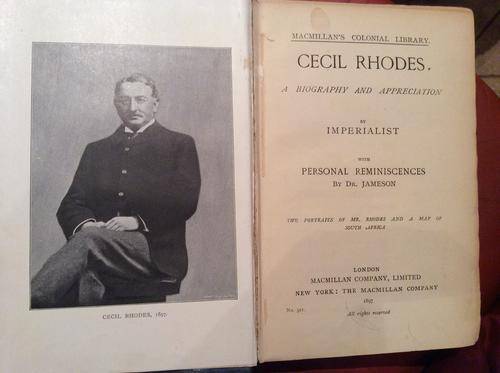 CECIL RHODES, 1897.
MACMILLAN'S COLONIAL LIBRARY.
CECIL RHODES.
A BIOGRAPHY AND APPRECIATION
BY
IMPERIALIST
WITH
PERSONAL REMINISCENCES
BY DR. JAMESON
TWO PORTRAITS OF MR. RHODES AND A MAP OF
SOUTH AFRICA
LONDON
MACMILLAN COMPANY, LIMITED
NEW YORK: THE MACMILLAN COMPANY
1897
No. 311.
All rights reserved